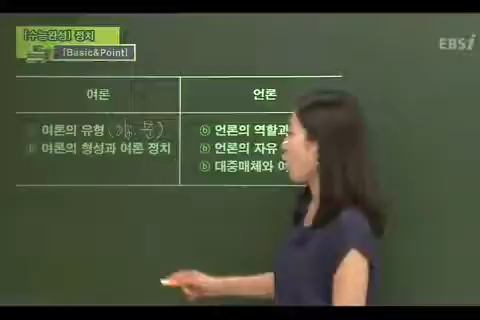 [수능완성] 정치
[Basic&Point]
EBSi
여론
언론
여론의 유형
ⓑ 여론의 형성과 여론 정치
ⓑ 언론의 역할과
ⓑ 언론의 자유
ⓑ 대중매체와